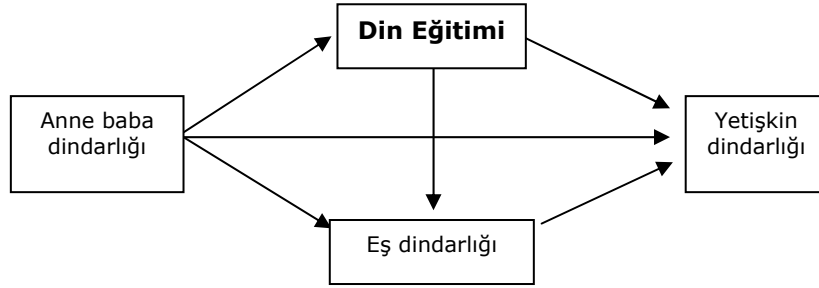 Din Eğitimi
Anne baba
dindarlığı
Yetişkin
dindarlığı
Eş dindarlığı